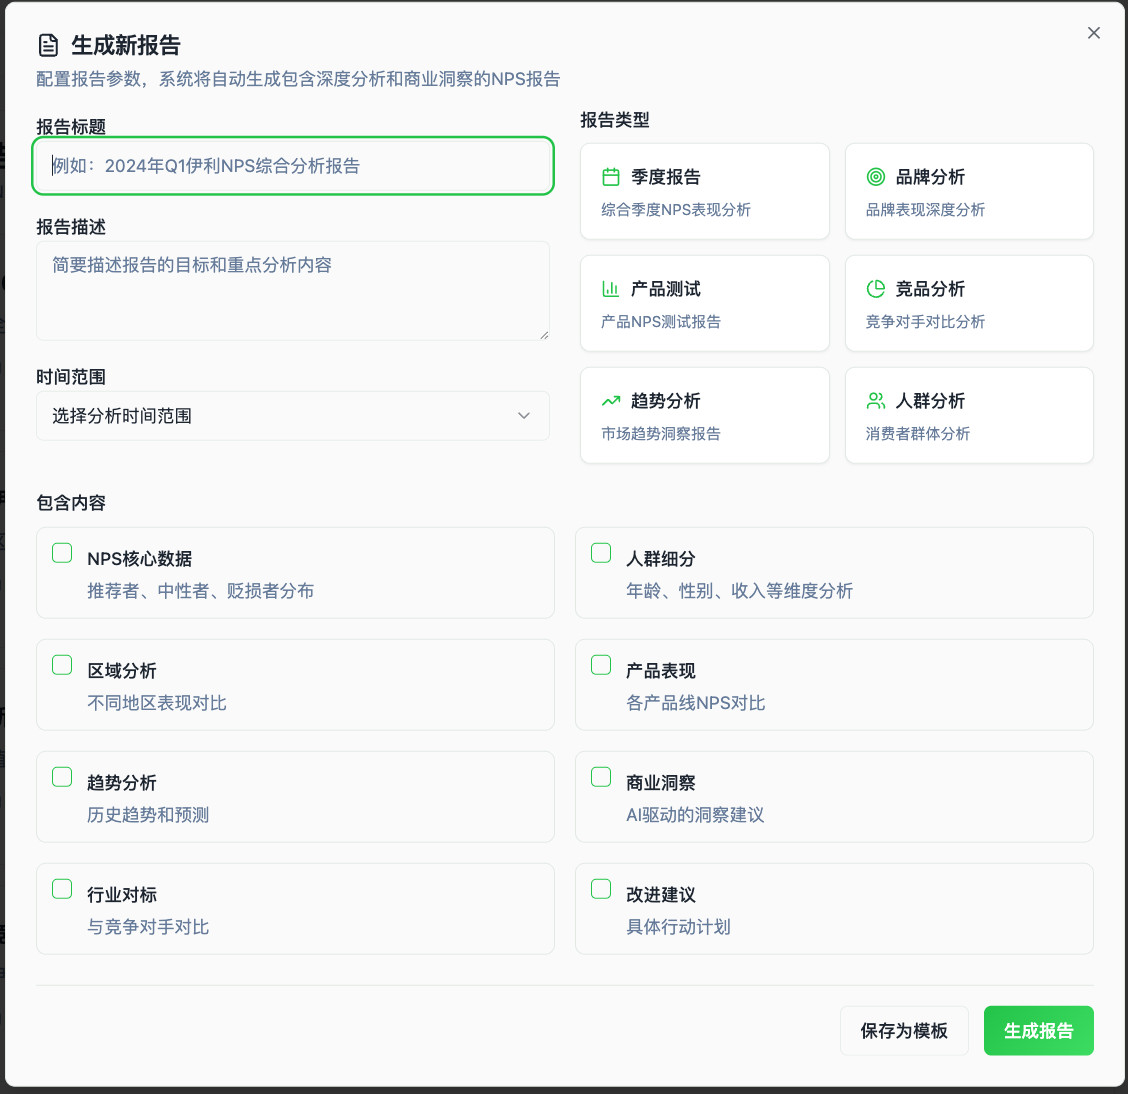 生成新报告
配置报告参数，系统将自动生成包含深度分析和商业洞察的NPS报告
报告标题
例如：2024年Q1伊利NPS综合分析报告
报告描述
简要描述报告的目标和重点分析内容
时间范围
选择分析时间范围
报告类型
季度报告
综合季度NPS表现分析
品牌分析
品牌表现深度分析
产品测试
产品NPS测试报告
竞品分析
竞争对手对比分析
趋势分析
市场趋势洞察报告
人群分析
消费者群体分析
包含内容
NPS核心数据
推荐者、中性者、贬损者分布
人群细分
年龄、性别、收入等维度分析
区域分析
不同地区表现对比
产品表现
各产品线NPS对比
趋势分析
历史趋势和预测
商业洞察
AI驱动的洞察建议
行业对标
与竞争对手对比
改进建议
具体行动计划
保存为模板
生成报告